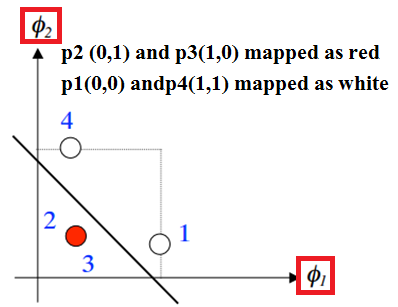 ϕ2
p2 (0,1) and p3(1,0) mapped as red
p1(0,0) andp4(1,1) mapped as white
4
2
1
3
ϕ1